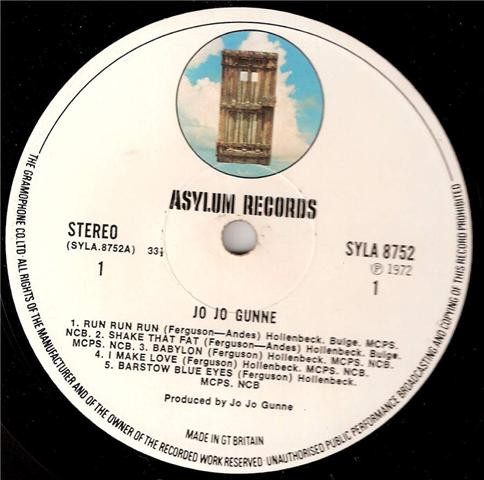 ASYLUM RECORDS
STEREO
(SYLA.8752A) 33⅓
1
SYLA 8752
Ⓟ 1972
1
JO JO GUNNE
1. RUN RUN RUN (Ferguson—Andes) Hollenbeck. Bulge. MCPS.
NCB. 2. SHAKE THAT FAT (Ferguson—Andes) Hollenbeck. Bulge.
MCPS. NCB. 3. BABYLON (Ferguson) Hollenbeck. MCPS. NCB.
4. I MAKE LOVE (Ferguson) Hollenbeck. MCPS. NCB.
5. BARSTOW BLUE EYES (Ferguson) Hollenbeck.
MCPS. NCB
Produced by Jo Jo Gunne
MADE IN GT BRITAIN
THE GRAMOPHONE CO. LTD. ALL RIGHTS OF THE MANUFACTURER AND OF THE OWNER OF THE RECORDED WORK RESERVED. UNAUTHORISED PUBLIC PERFORMANCE BROADCASTING AND COPYING OF THIS RECORD PROHIBITED